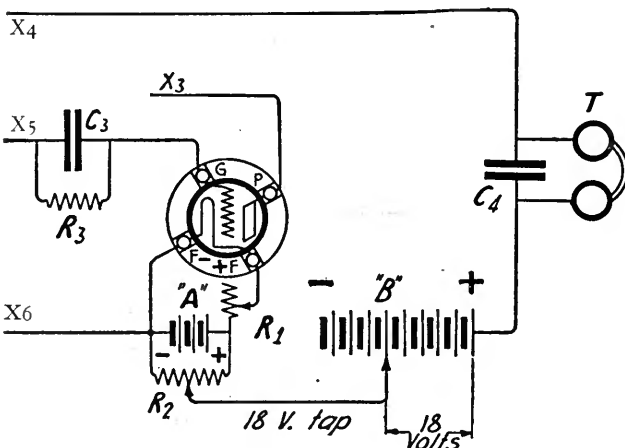 X4
X3
T
X5
C3
G
P
R3
C4
F- +F
"A"
- "B" +
X6
R1
- +
R2
18 V. tap
18
Volts